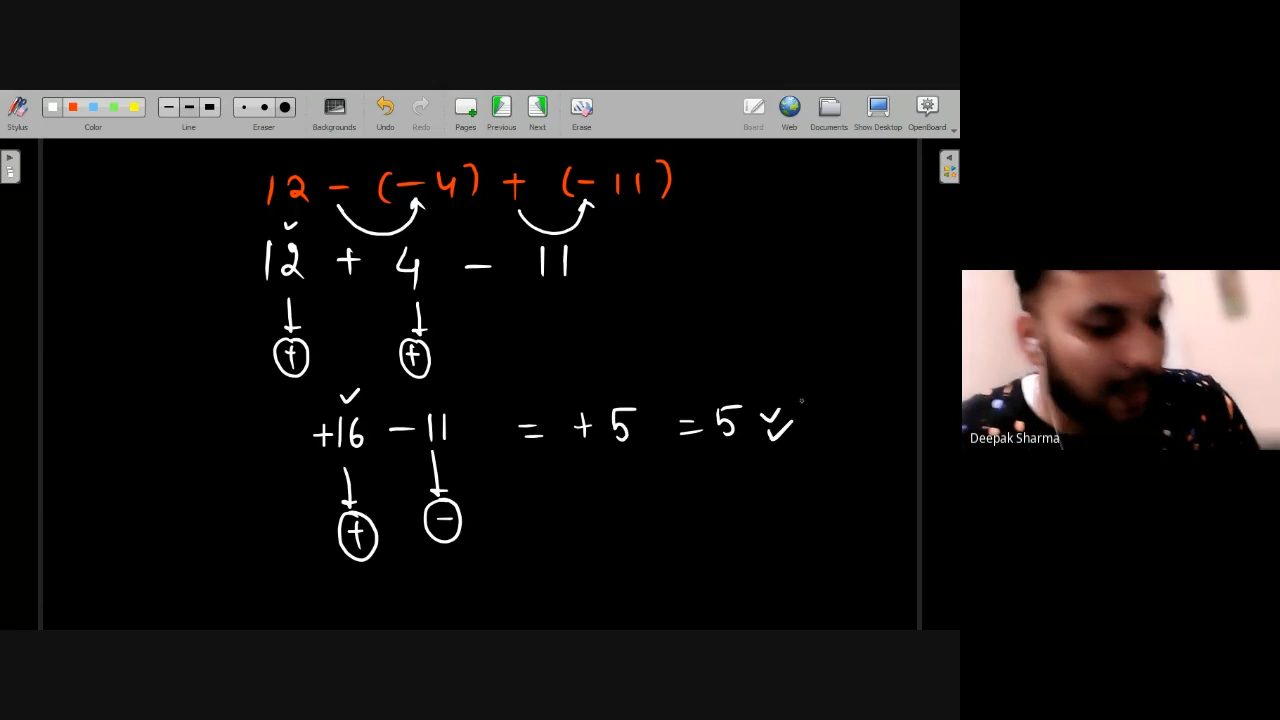 Stylus Color Line Eraser Backgrounds Undo Redo Pages Previous Next Erase Board Web Documents Show Desktop OpenBoard
12 - (-4) + (-11)
12 + 4 - 11
+ +
+16 - 11 = +5 = 5
+ -
Deepak Sharma